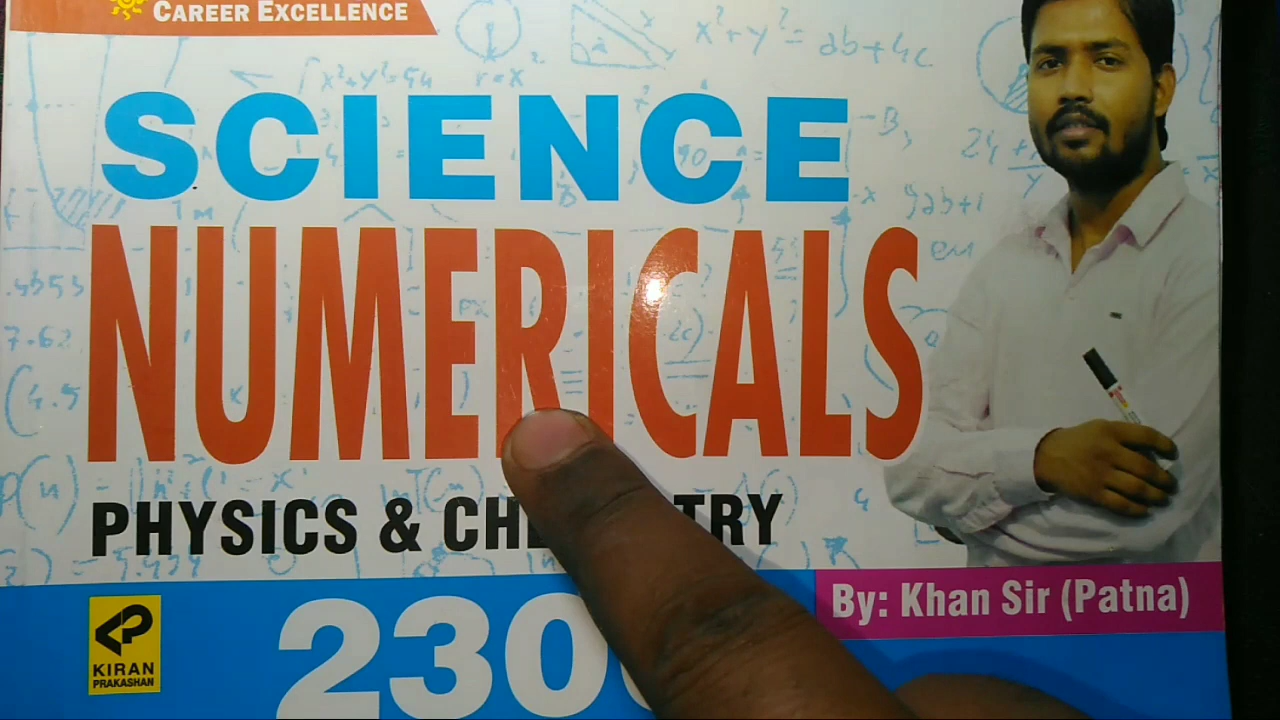 CAREER EXCELLENCE
SCIENCE
NUMERICALS
PHYSICS & CH TRY
By: Khan Sir (Patna)
KIRAN
PRAKASHAN
230